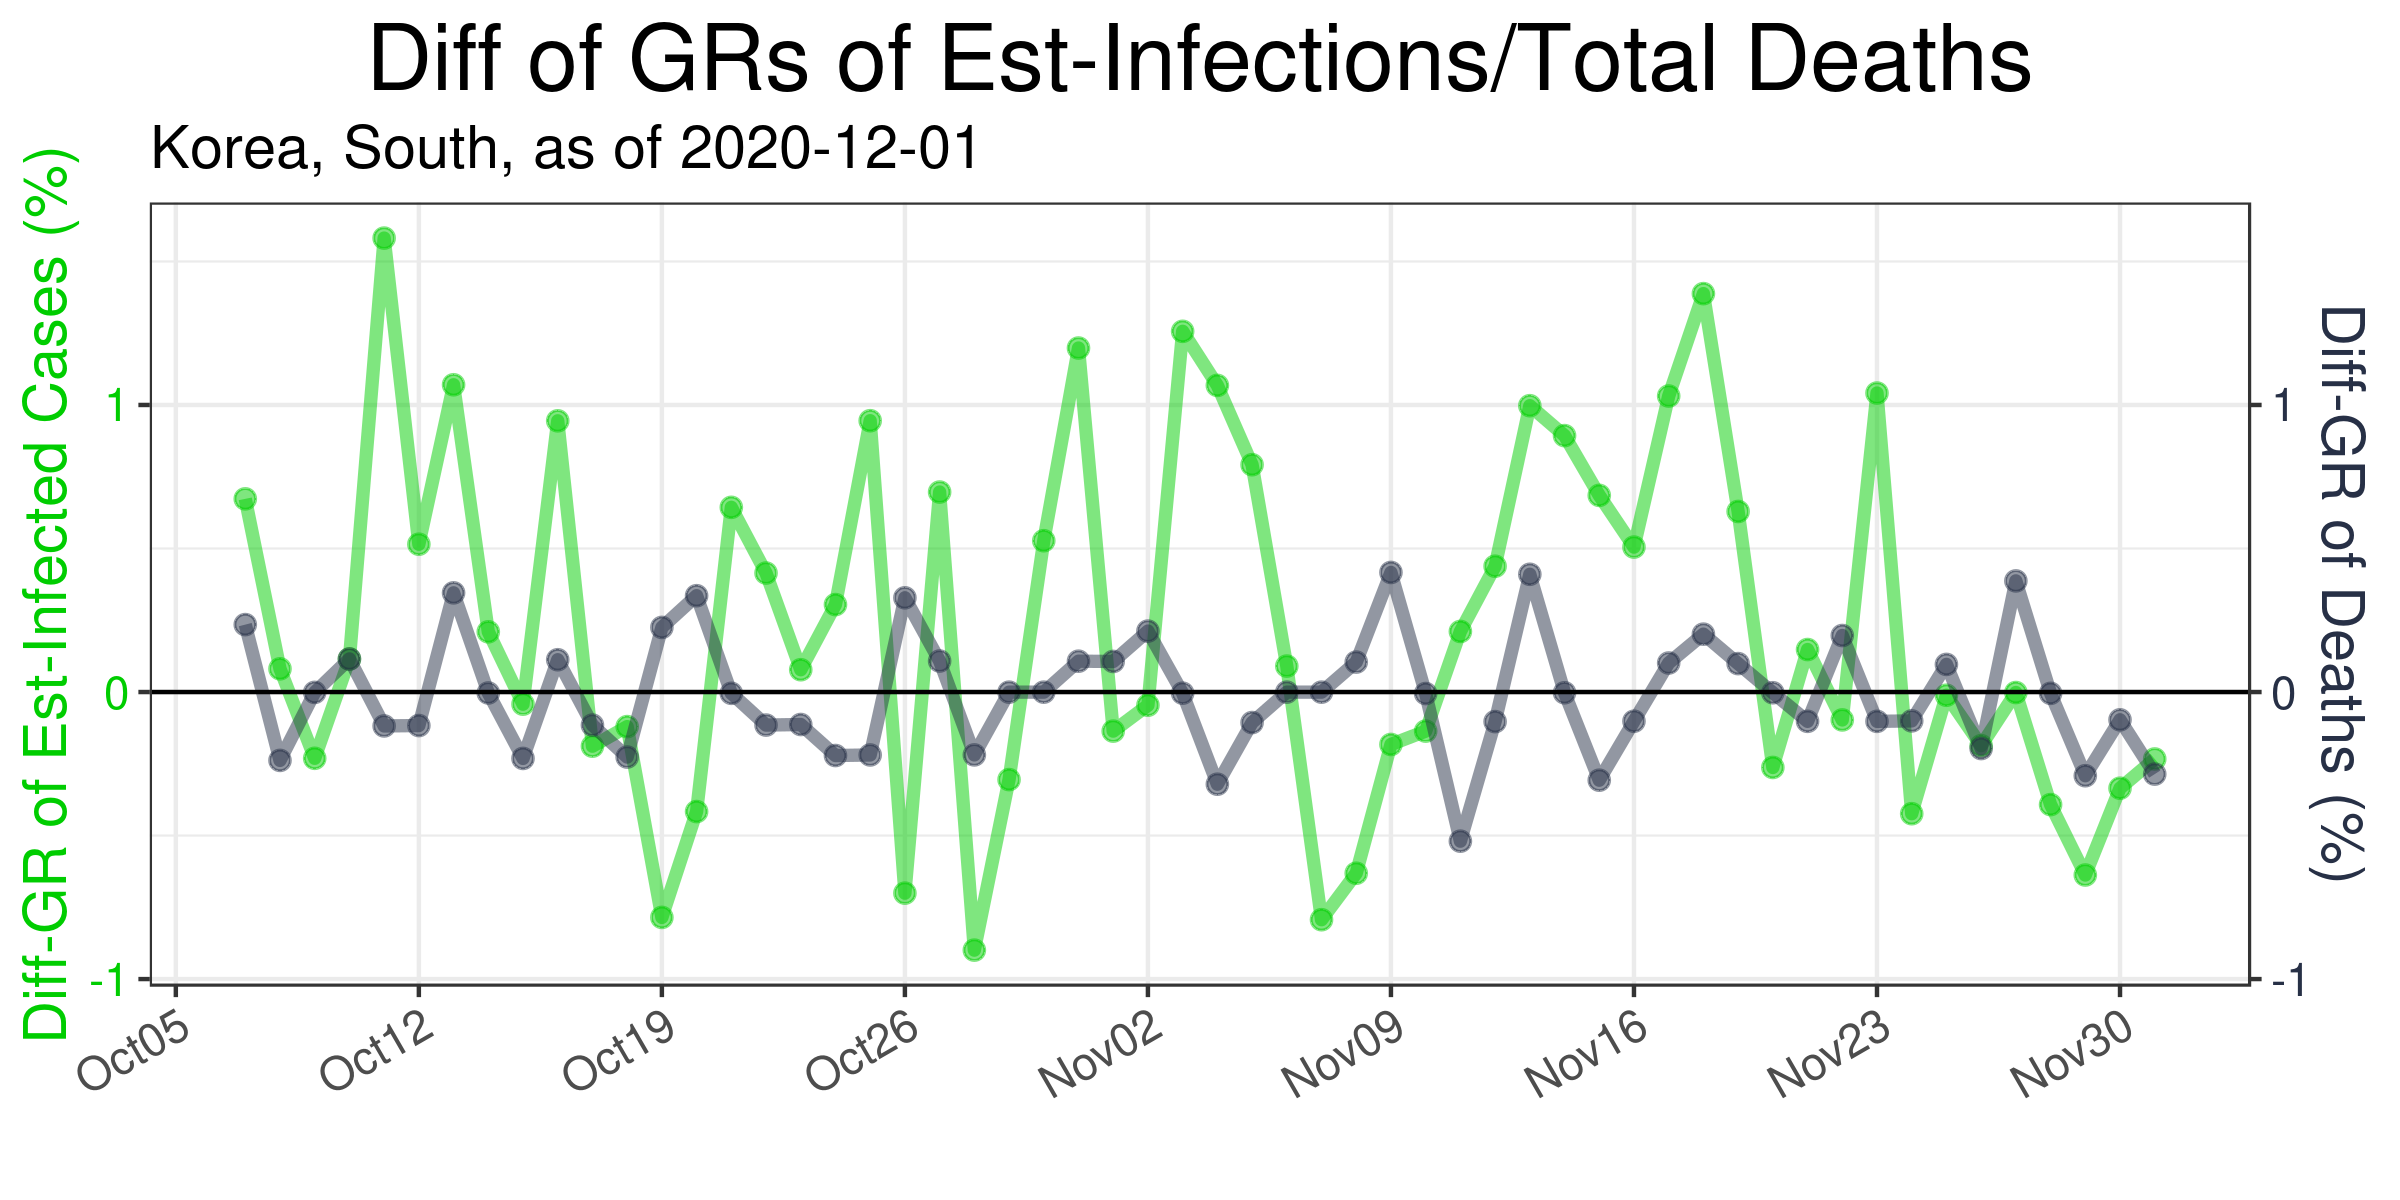 Diff of GRs of Est-Infections/Total Deaths
Korea, South, as of 2020-12-01
Diff-GR of Est-Infected Cases (%)
1
0
-1
1
0
-1
Diff-GR of Deaths (%)
Oct05
Oct12
Oct19
Oct26
Nov02
Nov09
Nov16
Nov23
Nov30